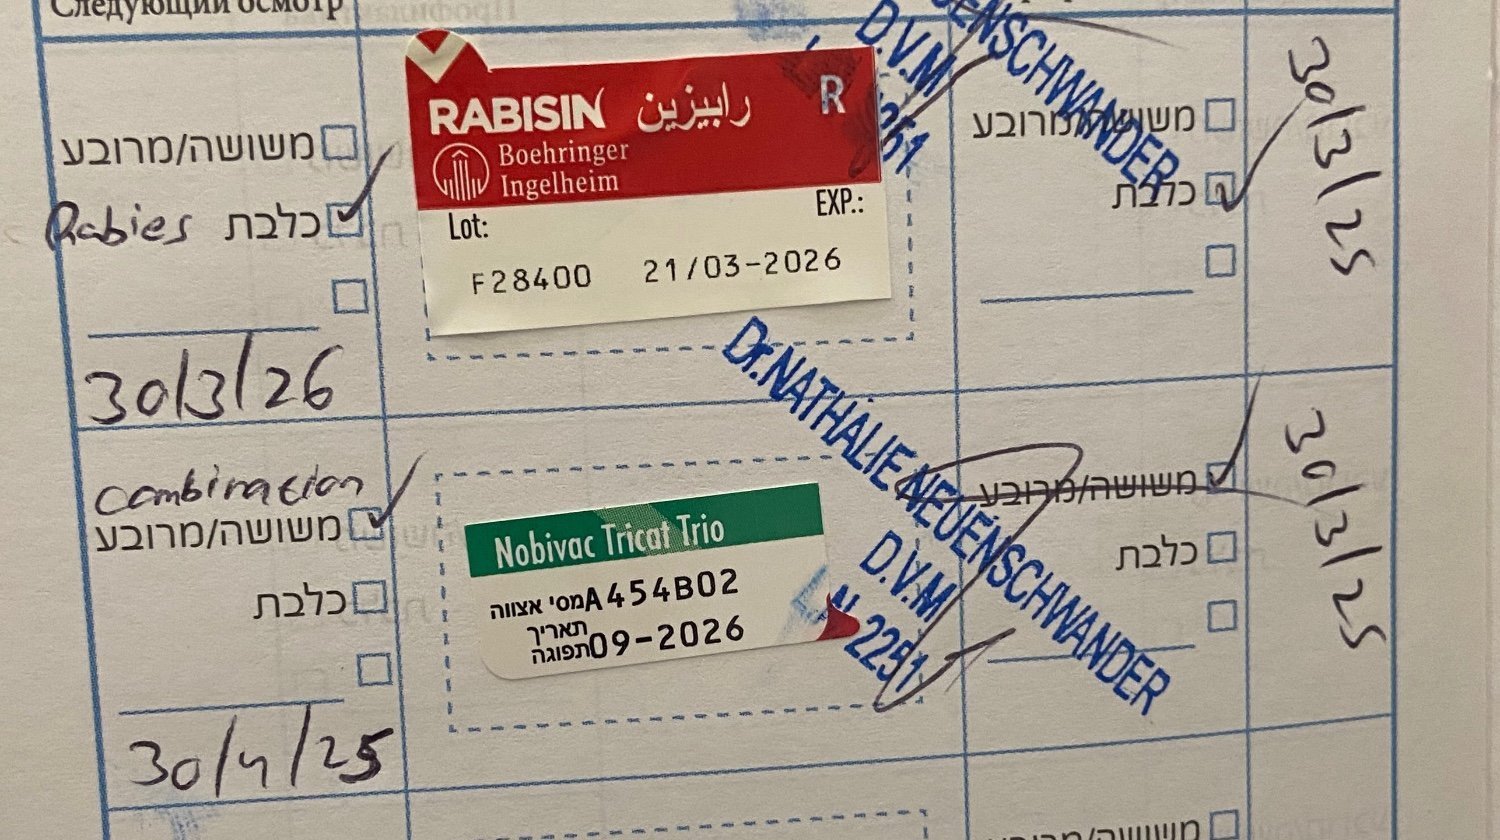 Следующий осмотр
משושה/מרובע
Rabies כלבת
30/3/26
RABISIN رابيزين R
Boehringer
Ingelheim
Lot: EXP.:
F28400 21/03-2026
NEUENSCHWANDER
D.V.M
משושה/מרובע
כלבת
30/3/25
combination
משושה/מרובע
כלבת
30/4/25
Nobivac Tricat Trio
מסי אצווה A454B02
תאריך
תפוגה 09-2026
Dr. NATHALIE NEUENSCHWANDER
D.V.M
2251
משושה/מרובע
כלבת
30/3/25
משושה/מרובע